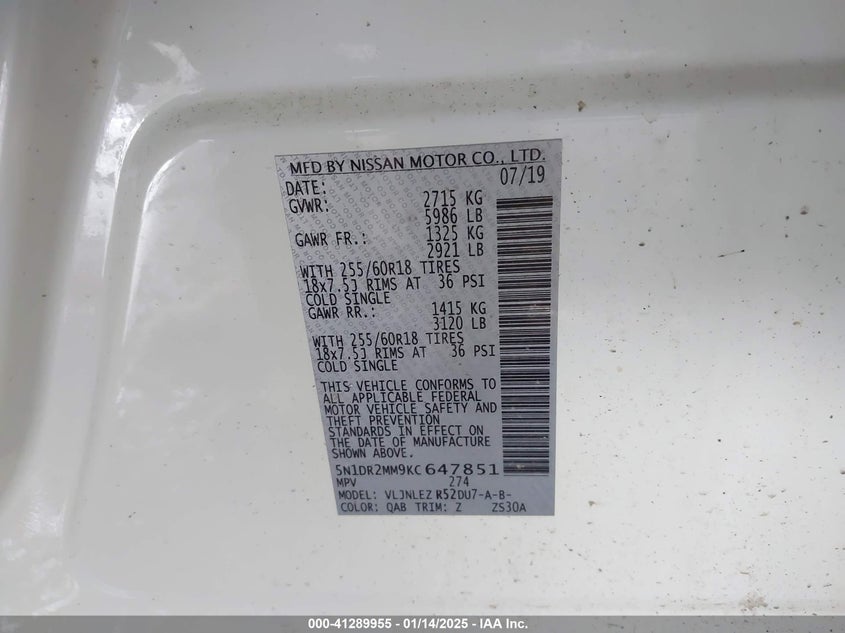 MFD BY NISSAN MOTOR CO., LTD.
DATE: 07/19
GVWR: 2715 KG
5986 LB
GAWR FR.: 1325 KG
2921 LB
WITH 255/60R18 TIRES
18x7.5J RIMS AT 36 PSI
COLD SINGLE
GAWR RR.: 1415 KG
3120 LB
WITH 255/60R18 TIRES
18x7.5J RIMS AT 36 PSI
COLD SINGLE
THIS VEHICLE CONFORMS TO
ALL APPLICABLE FEDERAL
MOTOR VEHICLE SAFETY AND
THEFT PREVENTION
STANDARDS IN EFFECT ON
THE DATE OF MANUFACTURE
SHOWN ABOVE.
5N1DR2MM9KC647851
MPV 274
MODEL: VLJNLEZ R52DU7-A-B-
COLOR: QAB TRIM: Z ZS30A
000-41289955 - 01/14/2025 - IAA Inc.